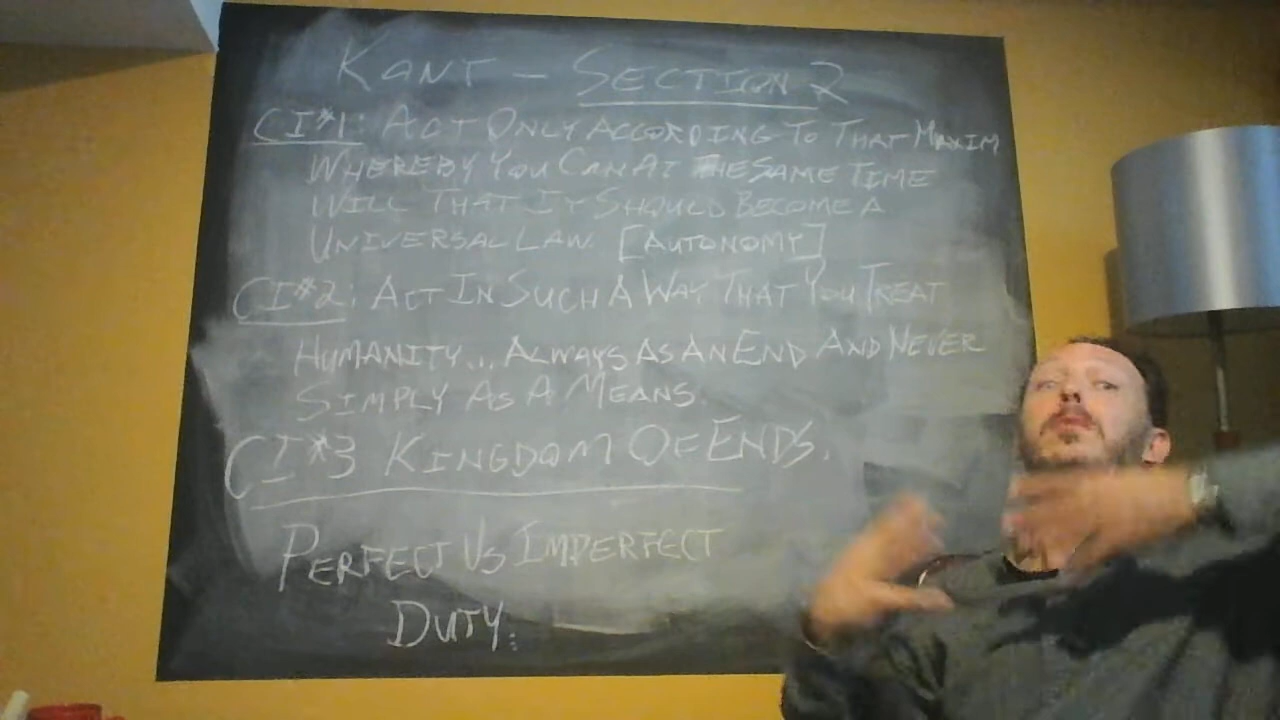 KANT - SECTION 2
CI#1: ACT ONLY ACCORDING TO THAT MAXIM
WHEREBY YOU CAN AT THE SAME TIME
WILL THAT IT SHOULD BECOME A
UNIVERSAL LAW. [AUTONOMY]
CI#2: ACT IN SUCH A WAY THAT YOU TREAT
HUMANITY... ALWAYS AS AN END AND NEVER
SIMPLY AS A MEANS.
CI#3 KINGDOM OF ENDS.
PERFECT VS IMPERFECT
DUTY: